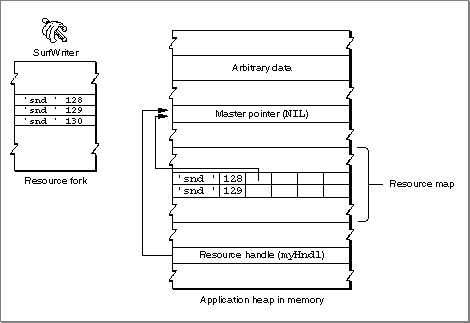 SurfWriter
'snd ' 128
'snd ' 129
'snd ' 130
Resource fork
Arbitrary data
Master pointer (NIL)
'snd ' 128
'snd ' 129
Resource map
Resource handle (myHndl)
Application heap in memory